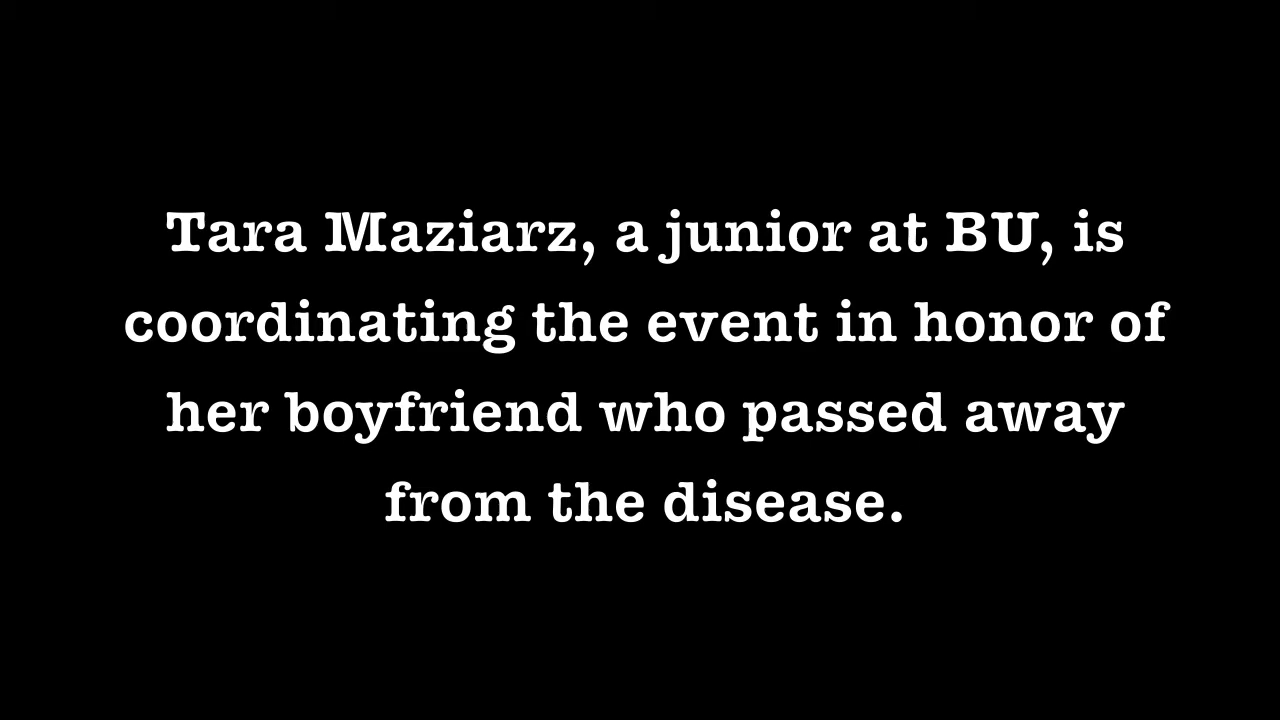 Tara Maziarz, a junior at BU, is
coordinating the event in honor of
her boyfriend who passed away
from the disease.